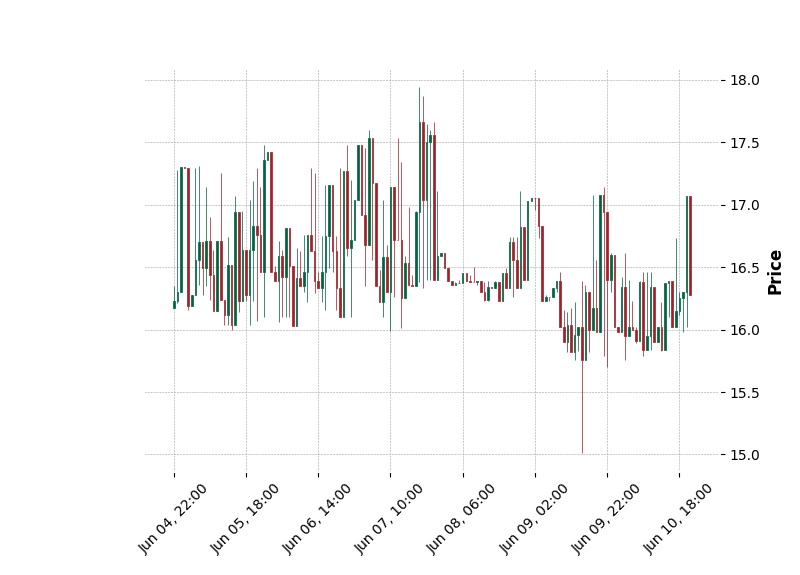 18.0
17.5
17.0
16.5
16.0
15.5
15.0
Price
Jun 04, 22:00
Jun 05, 18:00
Jun 06, 14:00
Jun 07, 10:00
Jun 08, 06:00
Jun 09, 02:00
Jun 09, 22:00
Jun 10, 18:00